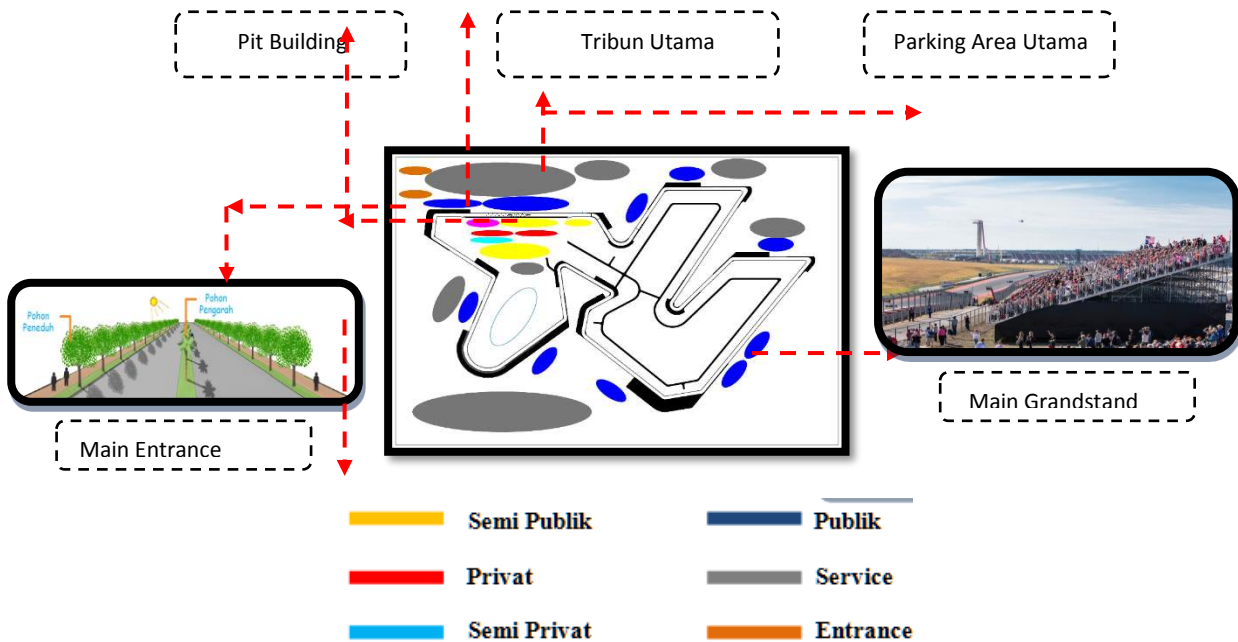 Pit Building
Tribun Utama
Parking Area Utama
Pohon
Peneduh
Pohon
Pengarah
Main Entrance
Main Grandstand
Semi Publik
Publik
Privat
Service
Semi Privat
Entrance